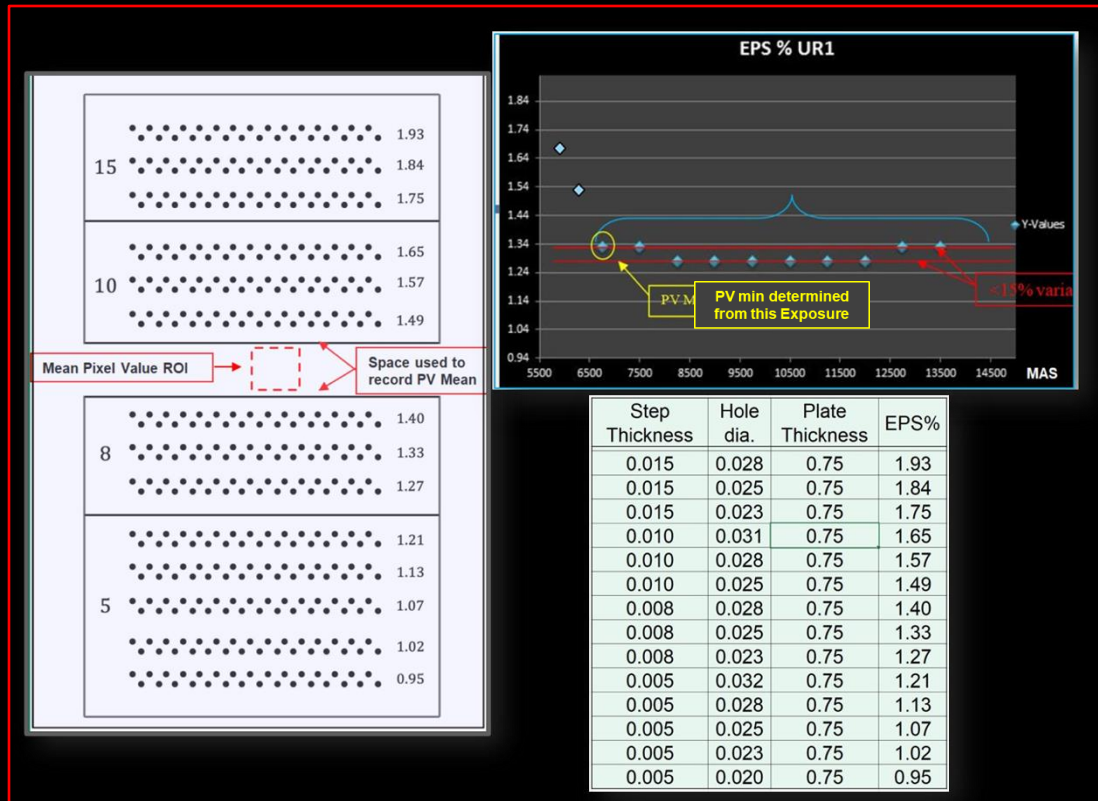 1.93
15 1.84
1.75
1.65
10 1.57
1.49
Mean Pixel Value ROI
Space used to
record PV Mean
1.40
8 1.33
1.27
1.21
1.13
5 1.07
1.02
0.95
EPS % UR1
1.84
1.74
1.64
1.54
1.44
1.34
1.24
1.14
1.04
0.94
5500 6500 7500 8500 9500 10500 11500 12500 13500 14500 MAS
Y-Values
<15% varia
PV M
PV min determined
from this Exposure
Step Thickness Hole dia. Plate Thickness EPS%
0.015 0.028 0.75 1.93
0.015 0.025 0.75 1.84
0.015 0.023 0.75 1.75
0.010 0.031 0.75 1.65
0.010 0.028 0.75 1.57
0.010 0.025 0.75 1.49
0.008 0.028 0.75 1.40
0.008 0.025 0.75 1.33
0.008 0.023 0.75 1.27
0.005 0.032 0.75 1.21
0.005 0.028 0.75 1.13
0.005 0.025 0.75 1.07
0.005 0.023 0.75 1.02
0.005 0.020 0.75 0.95